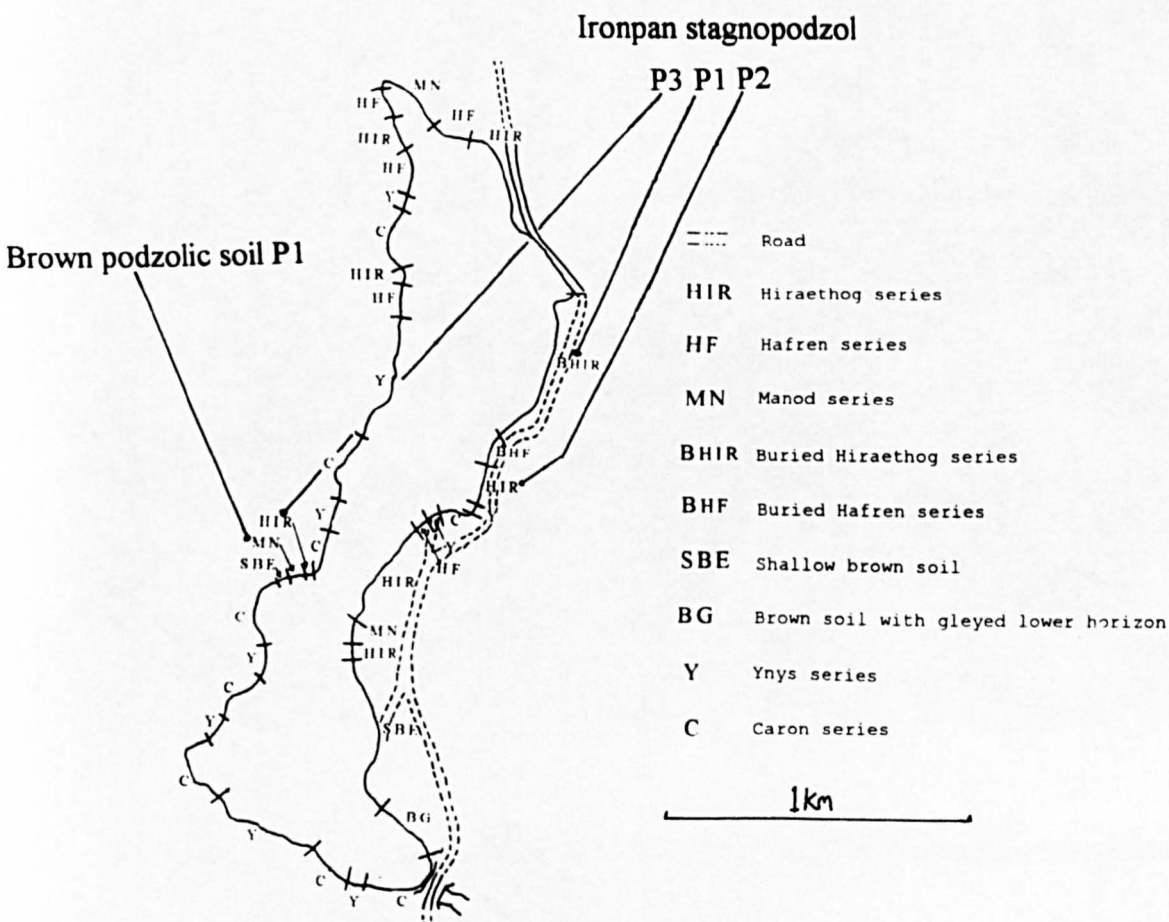 Ironpan stagnopodzol
P3 P1 P2
Brown podzolic soil P1
MN
HF
HF
HIR
HIR
HF
Y
C
HIR
HF
Y
BHIR
C
BHF
HIR
Y
C
HIR
MN
SBE
C
Y
HF
HIR
C
MN
HIR
Y
C
Y
SBE
C
BG
Y
C
Y
C
Road
HIR Hiraethog series
HF Hafren series
MN Manod series
BHIR Buried Hiraethog series
BHF Buried Hafren series
SBE Shallow brown soil
BG Brown soil with gleyed lower horizon
Y Ynys series
C Caron series
1km